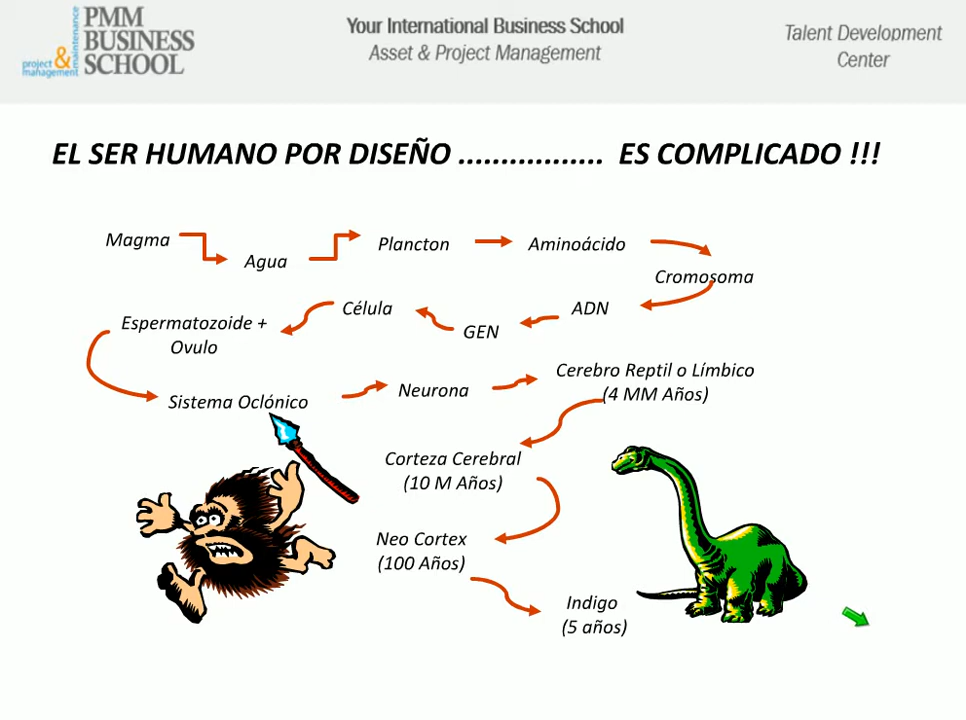 project & management
maintenance
PMM
BUSINESS
SCHOOL
Your International Business School
Asset & Project Management
Talent Development
Center
EL SER HUMANO POR DISEÑO ................. ES COMPLICADO !!!
Magma
Agua
Plancton
Aminoácido
Cromosoma
ADN
GEN
Célula
Espermatozoide +
Ovulo
Sistema Oclónico
Neurona
Cerebro Reptil o Límbico
(4 MM Años)
Corteza Cerebral
(10 M Años)
Neo Cortex
(100 Años)
Indigo
(5 años)